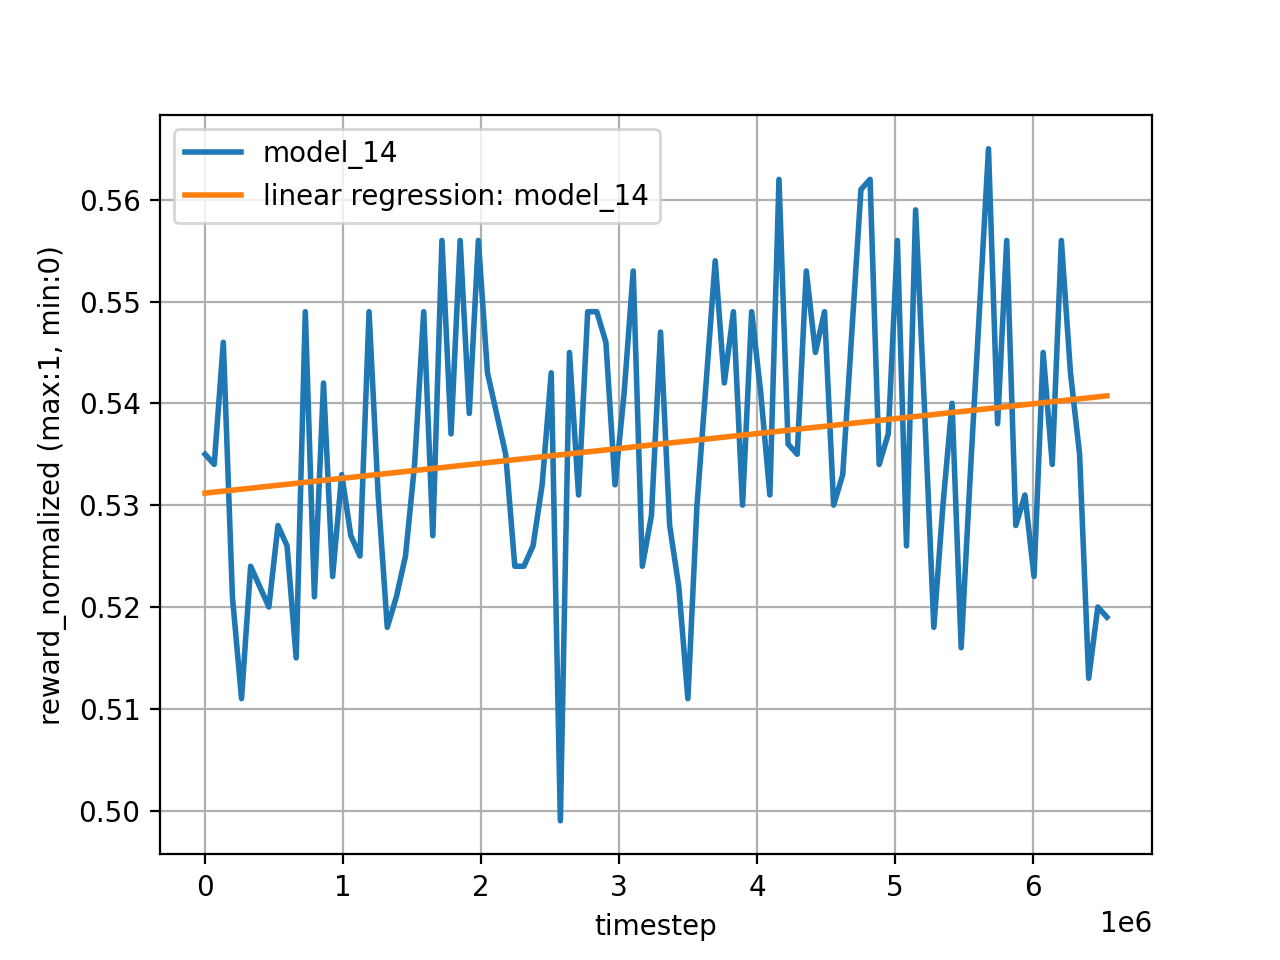 model_14
linear regression: model_14
reward_normalized (max:1, min:0)
0.56
0.55
0.54
0.53
0.52
0.51
0.50
0 1 2 3 4 5 6
1e6
timestep